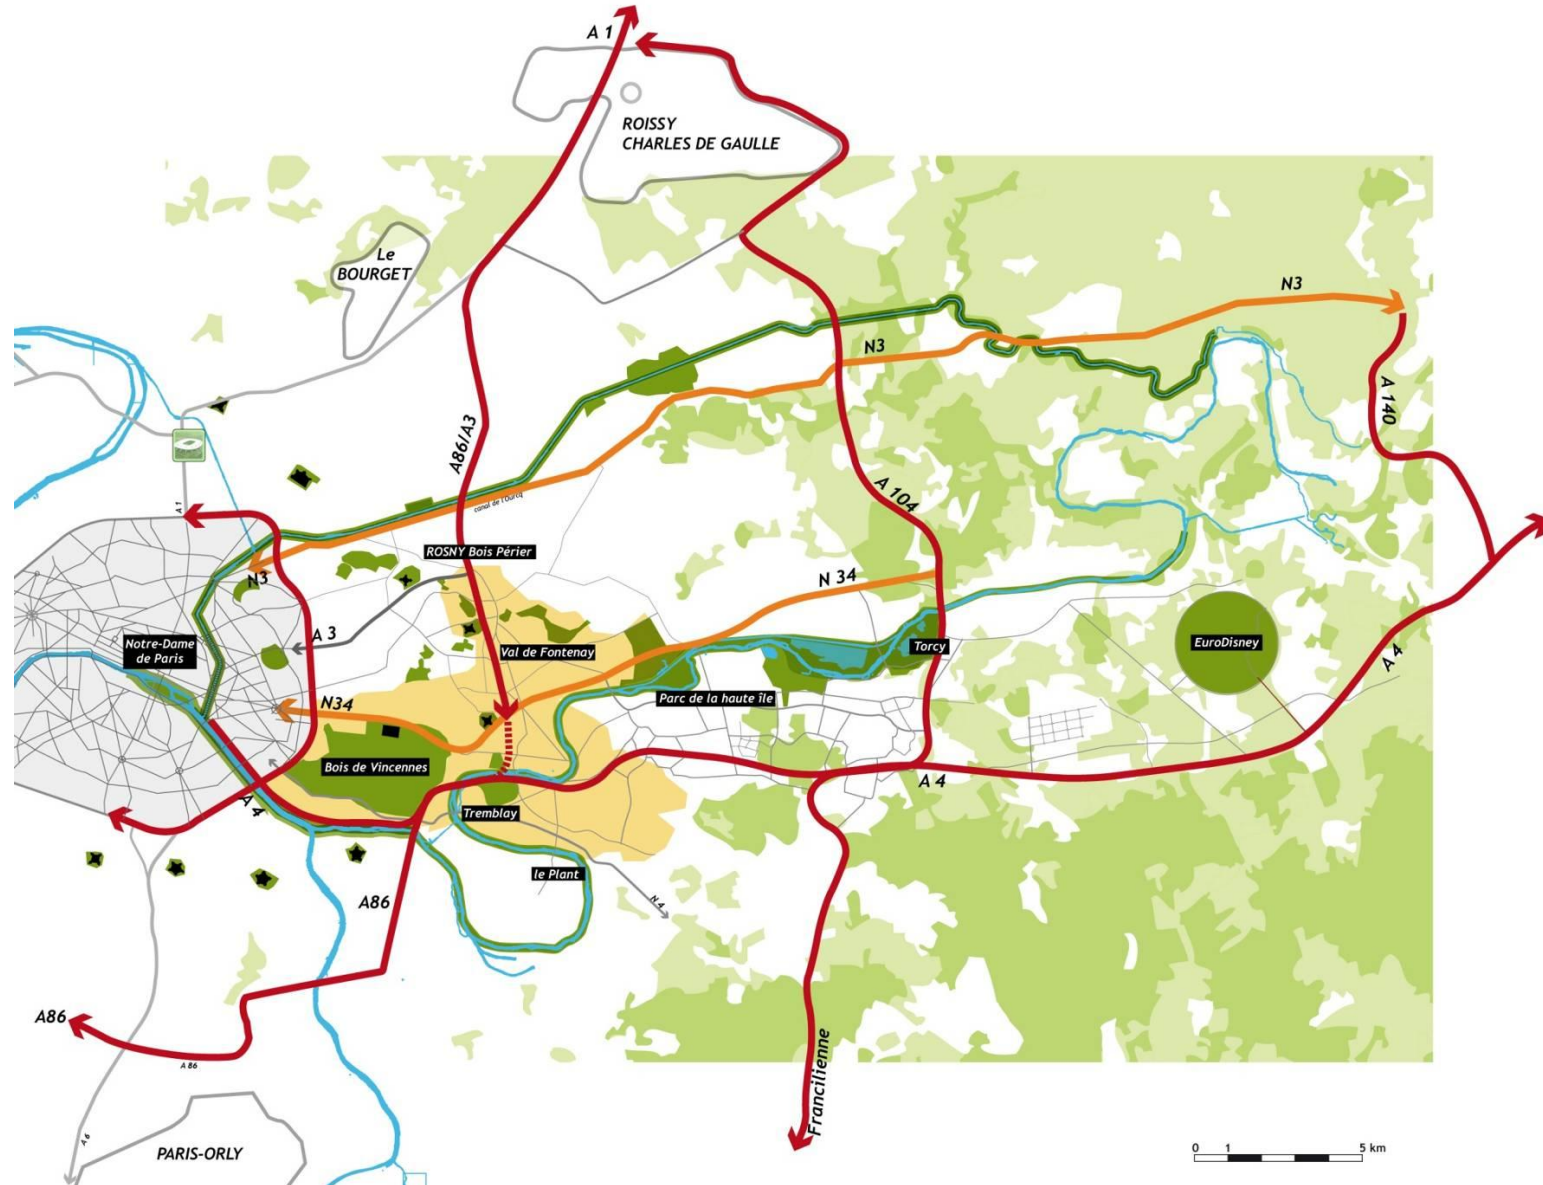 A 1
ROISSY
CHARLES DE GAULLE
Le
BOURGET
N3
N3
A 140
A86/A3
A 104
canal de l'Ourcq
A 1
ROSNY Bois Périer
N3
N 34
A 3
Notre-Dame
de Paris
Val de Fontenay
Torcy
EuroDisney
A 4
Parc de la haute île
N34
Bois de Vincennes
A 4
A 4
Tremblay
le Plant
A86
N 4
A86
A 86
Francilienne
A 6
PARIS-ORLY
0 1 5 km